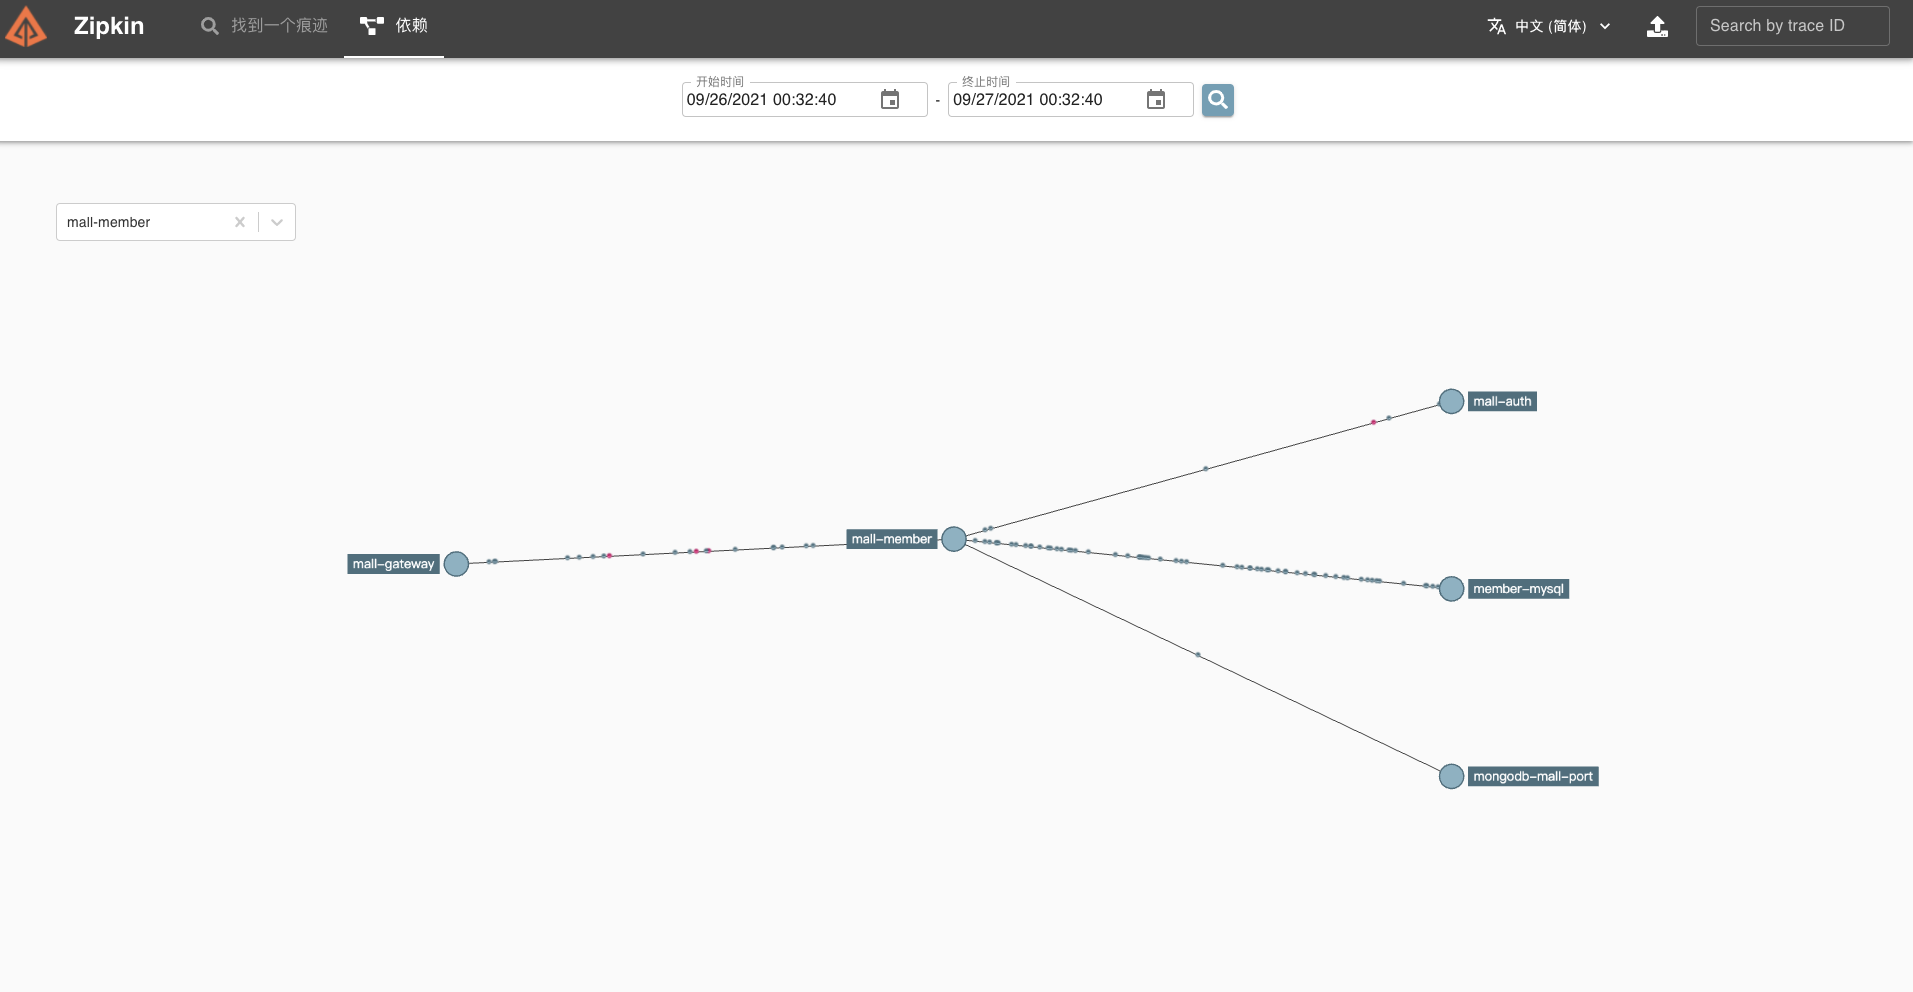 Zipkin
找到一个痕迹
依赖
中文 (简体)
Search by trace ID
开始时间
09/26/2021 00:32:40
-
终止时间
09/27/2021 00:32:40
mall-member
mall-auth
mall-member
mall-gateway
member-mysql
mongodb-mall-port